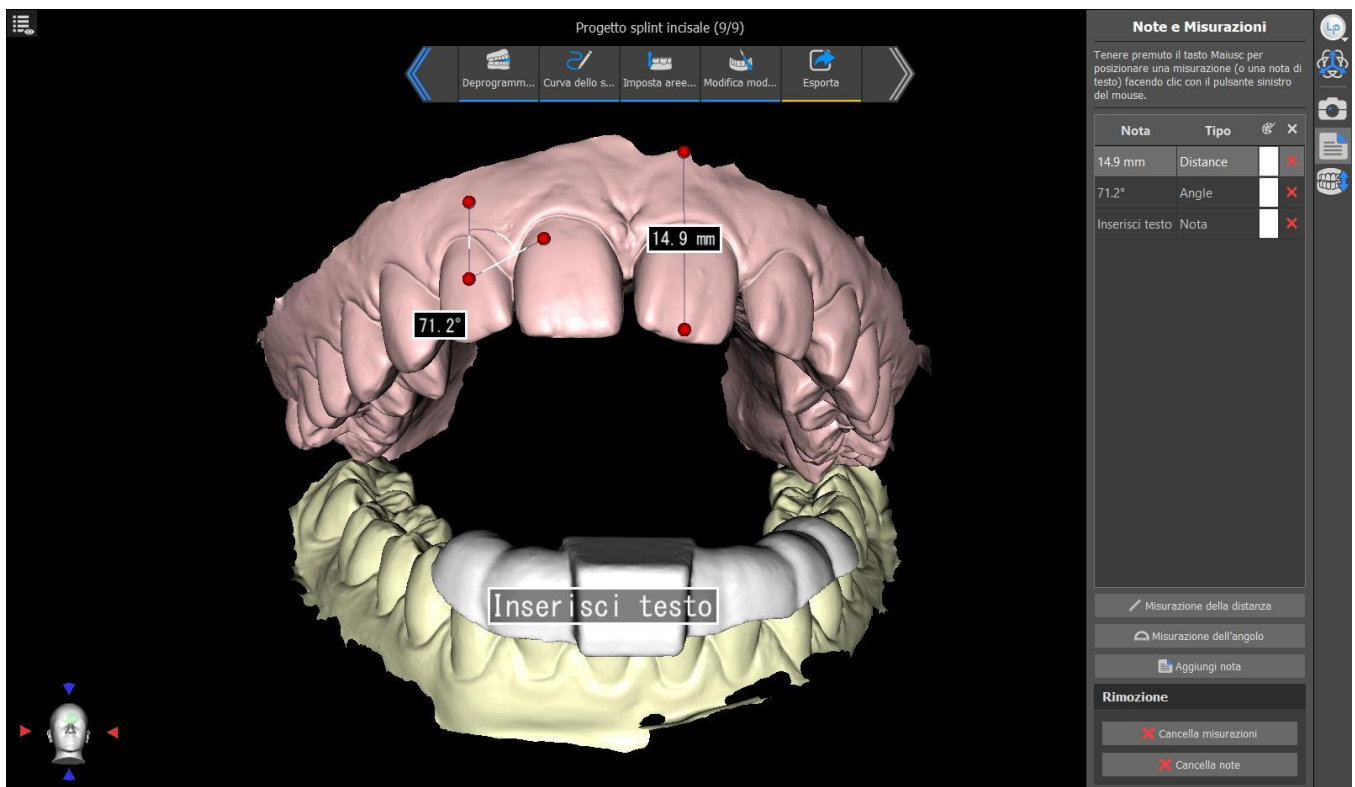 Progetto splint incisale (9/9)
Deprogramm...
Curva dello s...
Imposta aree...
Modifica mod...
Esporta
14.9 mm
71.2°
Inserisci testo
Note e Misurazioni
Tenere premuto il tasto Maiusc per
posizionare una misurazione (o una nota di
testo) facendo clic con il pulsante sinistro
del mouse.
Nota Tipo
14.9 mm Distance
71.2° Angle
Inserisci testo Nota
Misurazione della distanza
Misurazione dell'angolo
Aggiungi nota
Rimozione
Cancella misurazioni
Cancella note
Lp